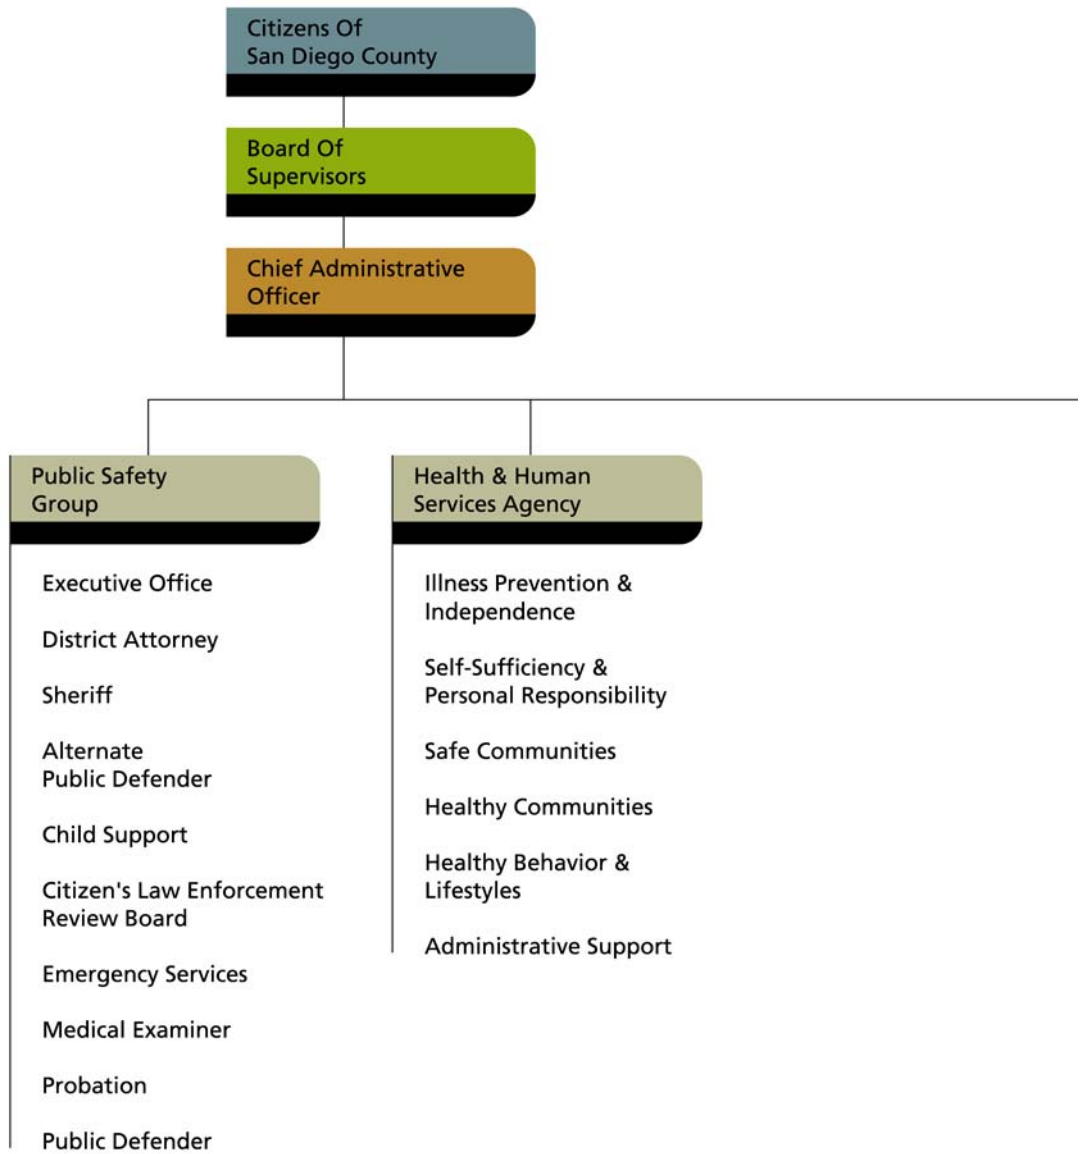 Citizens Of
San Diego County
Board Of
Supervisors
Chief Administrative
Officer
Public Safety
Group
Executive Office
District Attorney
Sheriff
Alternate
Public Defender
Child Support
Citizen's Law Enforcement
Review Board
Emergency Services
Medical Examiner
Probation
Public Defender
Health & Human
Services Agency
Illness Prevention &
Independence
Self-Sufficiency &
Personal Responsibility
Safe Communities
Healthy Communities
Healthy Behavior &
Lifestyles
Administrative Support